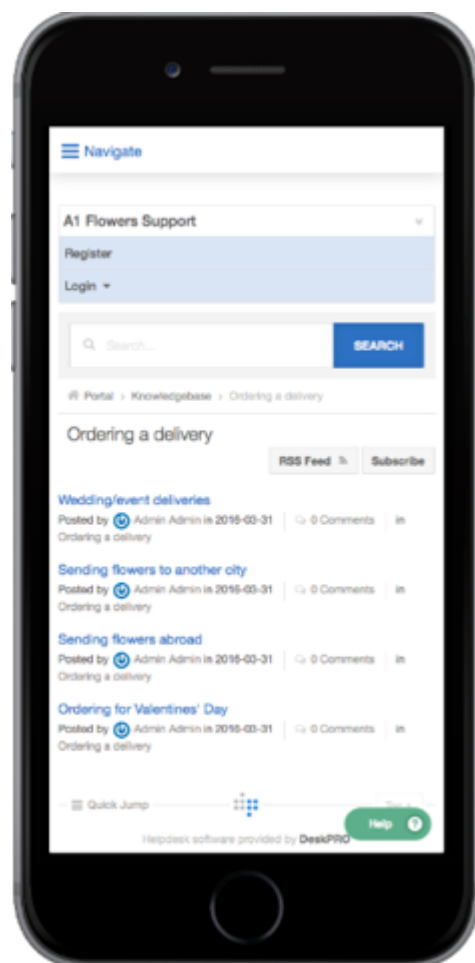 Navigate
A1 Flowers Support
Register
Login
Search...
SEARCH
Portal > Knowledgebase > Ordering a delivery
Ordering a delivery
RSS Feed
Subscribe
Wedding/event deliveries
Posted by Admin Admin in 2016-03-31 0 Comments in
Ordering a delivery
Sending flowers to another city
Posted by Admin Admin in 2016-03-31 0 Comments in
Ordering a delivery
Sending flowers abroad
Posted by Admin Admin in 2016-03-31 0 Comments in
Ordering a delivery
Ordering for Valentines' Day
Posted by Admin Admin in 2016-03-31 0 Comments in
Ordering a delivery
Quick Jump
Help ?
Helpdesk software provided by DeskPRO